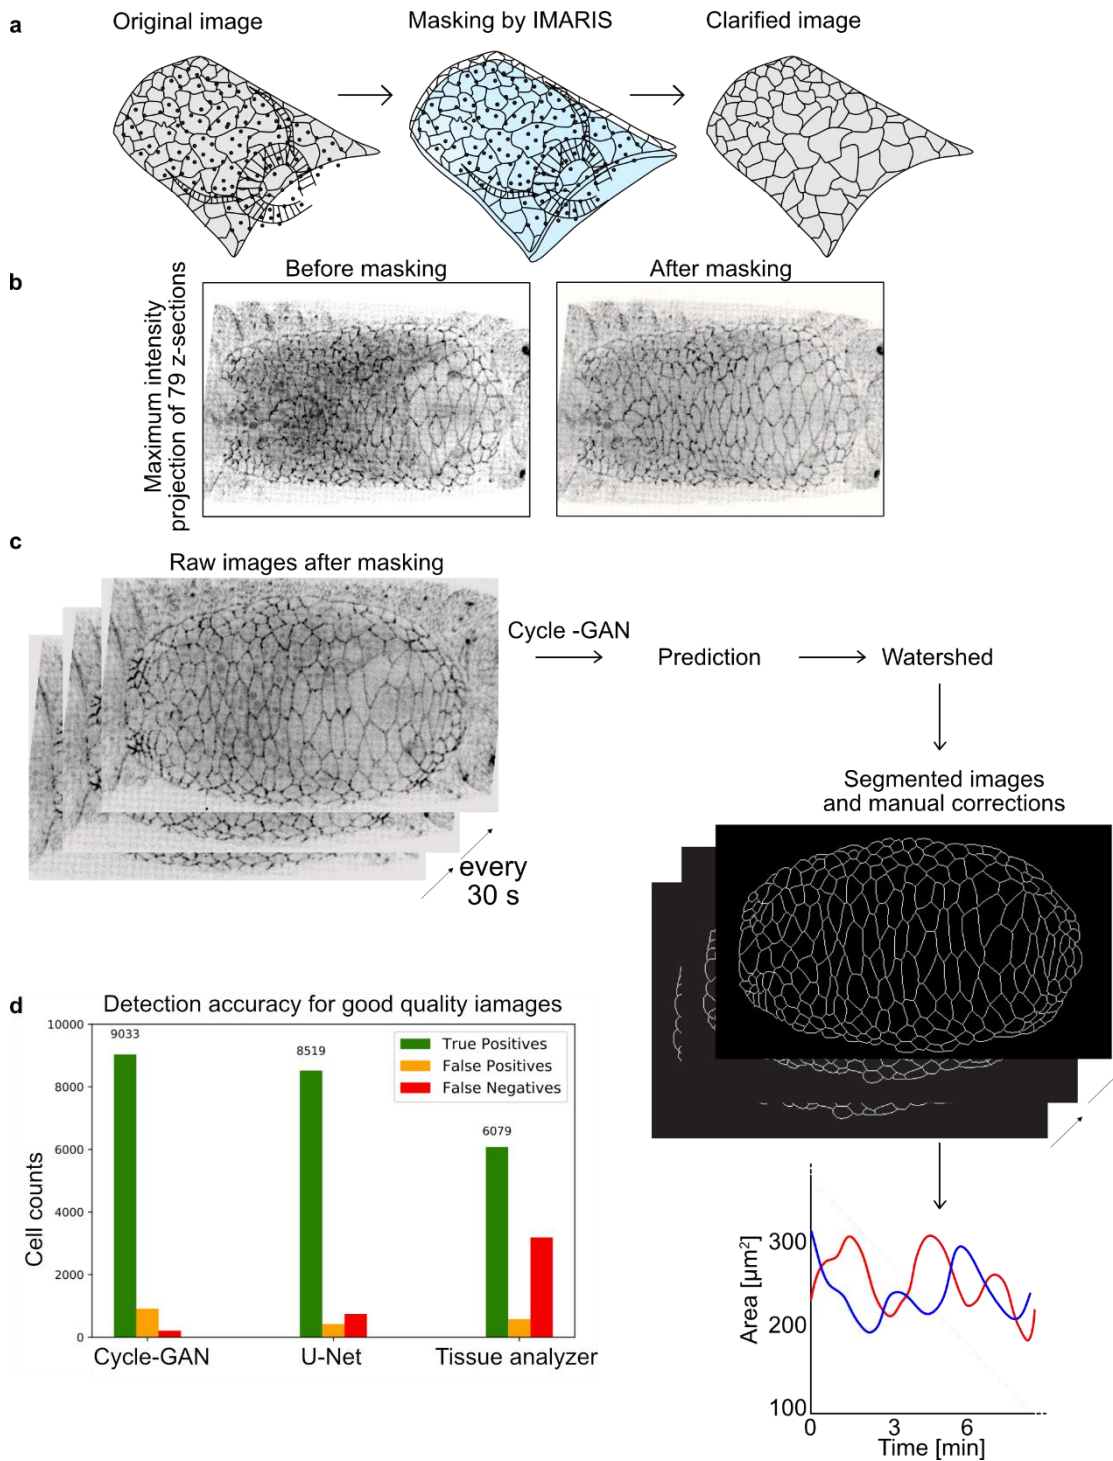 a
Original image
Masking by IMARIS
Clarified image
b
Before masking
After masking
Maximum intensity
projection of 79 z-sections
c
Raw images after masking
Cycle -GAN
Prediction
Watershed
every
30 s
Segmented images
and manual corrections
d
Detection accuracy for good quality iamages
Cell counts
10000
8000
6000
4000
2000
0
9033
8519
6079
True Positives
False Positives
False Negatives
Cycle-GAN
U-Net
Tissue analyzer
Area [μm²]
300
200
100
0
3
6
Time [min]